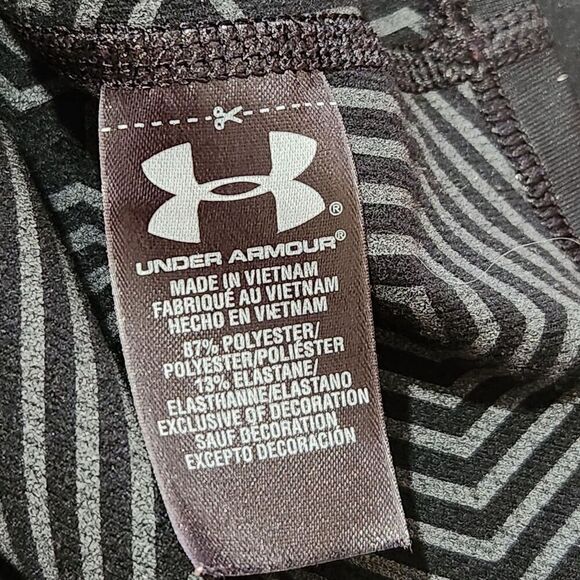 UNDER ARMOUR®
MADE IN VIETNAM
FABRIQUÉ AU VIETNAM
HECHO EN VIETNAM
87% POLYESTER/
POLYESTER/POLIÉSTER
13% ELASTANE/
ELASTHANNE/ELASTANO
EXCLUSIVE OF DECORATION
SAUF DÉCORATION
EXCEPTO DECORACIÓN